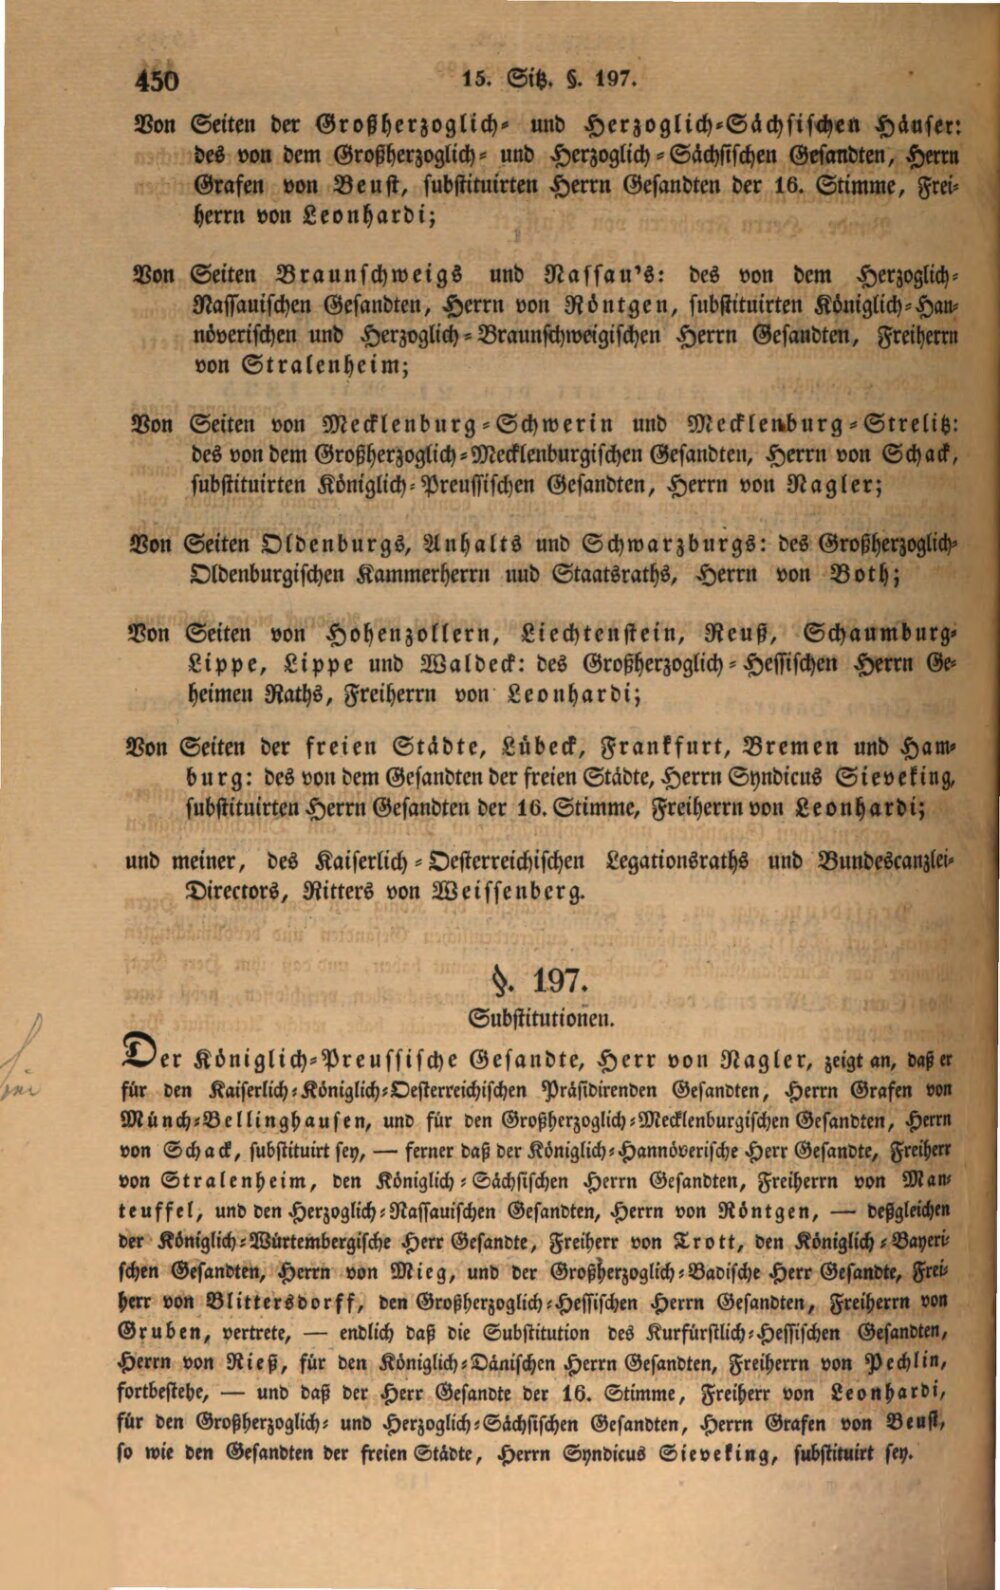 450
15. Sitz. §. 197.
Von Seiten der Großherzoglich- und Herzoglich-Sächsischen Häuser:
des von dem Großherzoglich- und Herzoglich-Sächsischen Gesandten, Herrn
Grafen von Beust, substituirten Herrn Gesandten der 16. Stimme, Frei-
herrn von Leonhardi;
Von Seiten Braunschweigs und Nassau's: des von dem Herzoglich-
Nassauischen Gesandten, Herrn von Röntgen, substituirten Königlich-Han-
növerischen und Herzoglich-Braunschweigischen Herrn Gesandten, Freiherrn
von Stralenheim;
Von Seiten von Mecklenburg-Schwerin und Mecklenburg-Strelitz:
des von dem Großherzoglich-Mecklenburgischen Gesandten, Herrn von Schack,
substituirten Königlich-Preussischen Gesandten, Herrn von Nagler;
Von Seiten Oldenburgs, Anhalts und Schwarzburgs: des Großherzoglich-
Oldenburgischen Kammerherrn und Staatsraths, Herrn von Both;
Von Seiten von Hohenzollern, Liechtenstein, Reuß, Schaumburg-
Lippe, Lippe und Waldeck: des Großherzoglich-Hessischen Herrn Ge-
heimen Raths, Freiherrn von Leonhardi;
Von Seiten der freien Städte, Lübeck, Frankfurt, Bremen und Ham-
burg: des von dem Gesandten der freien Städte, Herrn Syndicus Sieveking,
substituirten Herrn Gesandten der 16. Stimme, Freiherrn von Leonhardi;
und meiner, des Kaiserlich-Oesterreichischen Legationsraths und Bundescanzlei-
Directors, Ritters von Weissenberg.
§. 197.
Substitutionen.
Der Königlich-Preussische Gesandte, Herr von Nagler, zeigt an, daß er
für den Kaiserlich-Königlich-Oesterreichischen Präsidirenden Gesandten, Herrn Grafen von
Münch-Bellinghausen, und für den Großherzoglich-Mecklenburgischen Gesandten, Herrn
von Schack, substituirt sey, — ferner daß der Königlich-Hannöverische Herr Gesandte, Freiherr
von Stralenheim, den Königlich-Sächsischen Herrn Gesandten, Freiherrn von Man-
teuffel, und den Herzoglich-Nassauischen Gesandten, Herrn von Röntgen, — deßgleichen
der Königlich-Würtembergische Herr Gesandte, Freiherr von Trott, den Königlich-Bayeri-
schen Gesandten, Herrn von Mieg, und der Großherzoglich-Badische Herr Gesandte, Frei-
herr von Blittersdorff, den Großherzoglich-Hessischen Herrn Gesandten, Freiherrn von
Gruben, vertrete, — endlich daß die Substitution des Kurfürstlich-Hessischen Gesandten,
Herrn von Rieß, für den Königlich-Dänischen Herrn Gesandten, Freiherrn von Pechlin,
fortbestehe, — und daß der Herr Gesandte der 16. Stimme, Freiherr von Leonhardi,
für den Großherzoglich- und Herzoglich-Sächsischen Gesandten, Herrn Grafen von Beust,
so wie den Gesandten der freien Städte, Herrn Syndicus Sieveking, substituirt sey.